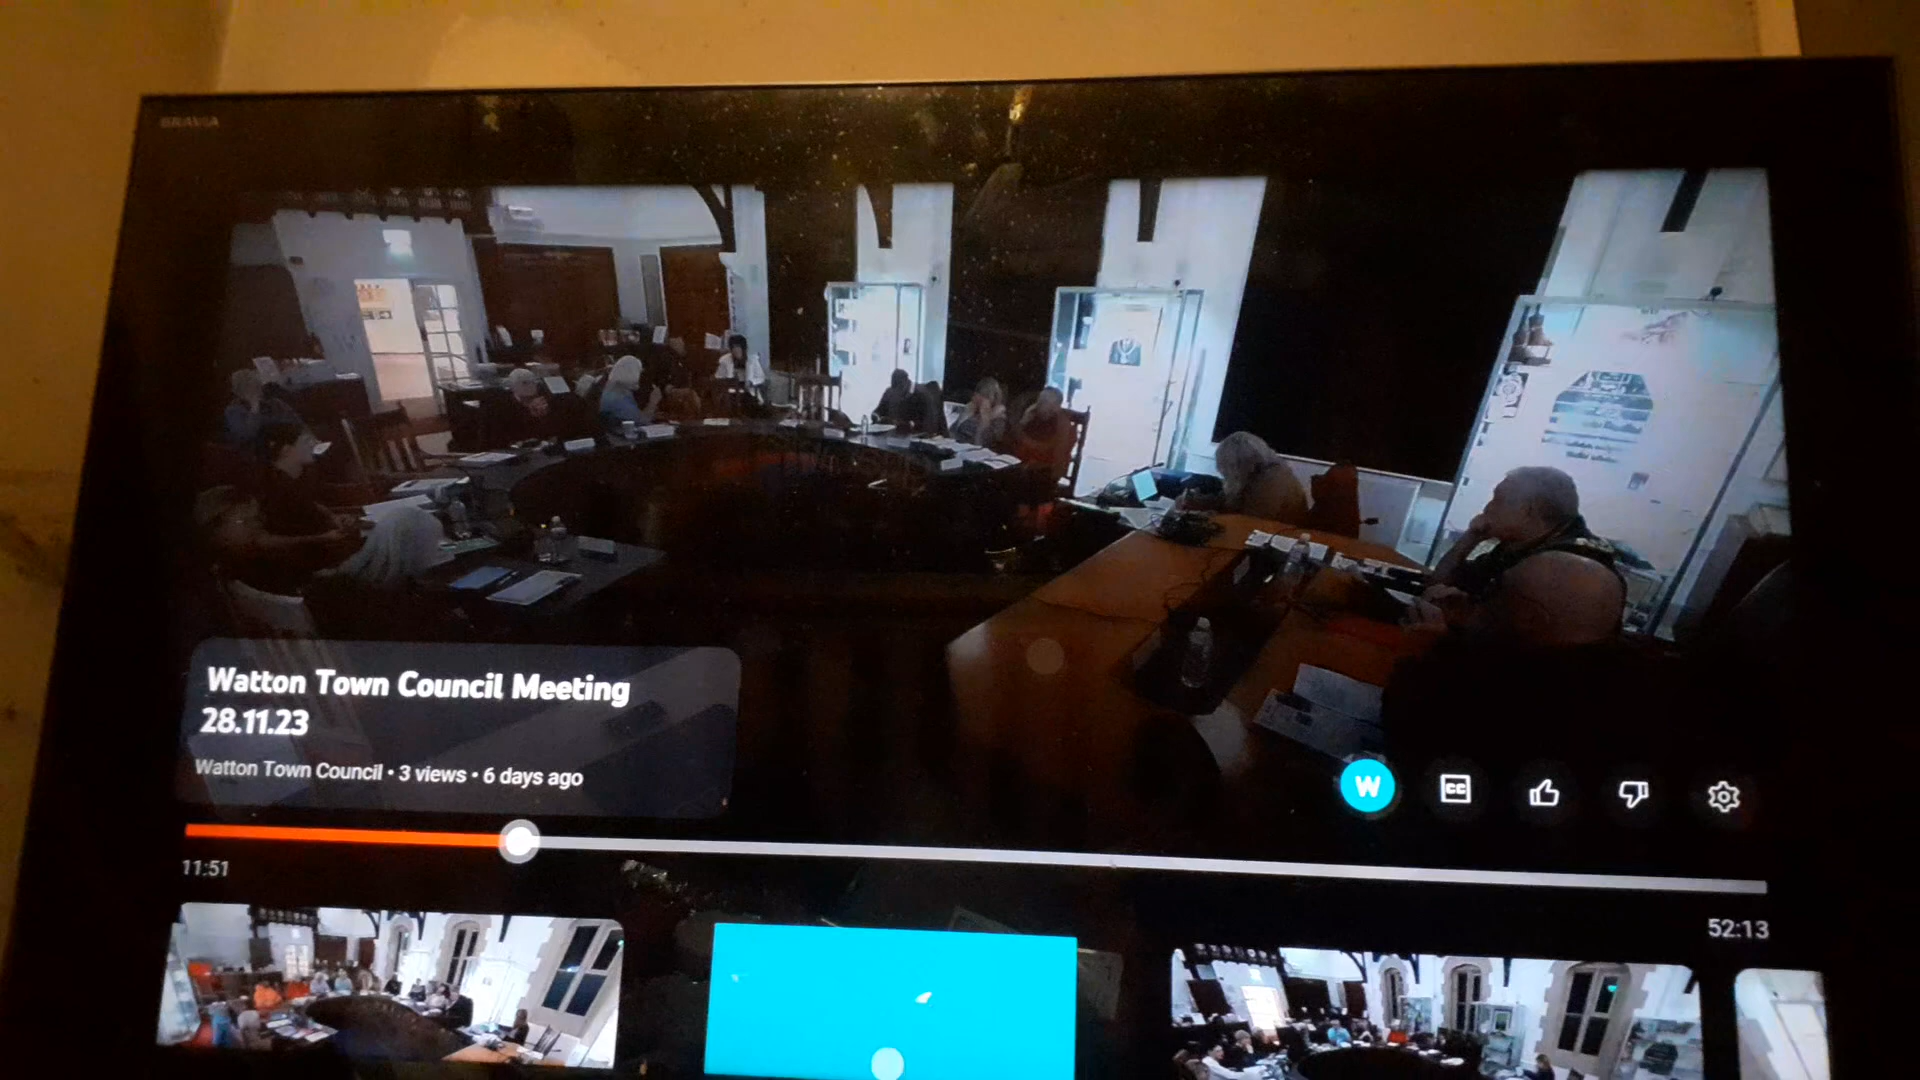 BRAVIA
Watton Town Council Meeting
28.11.23
Watton Town Council • 3 views • 6 days ago
W
CC
11:51
52:13